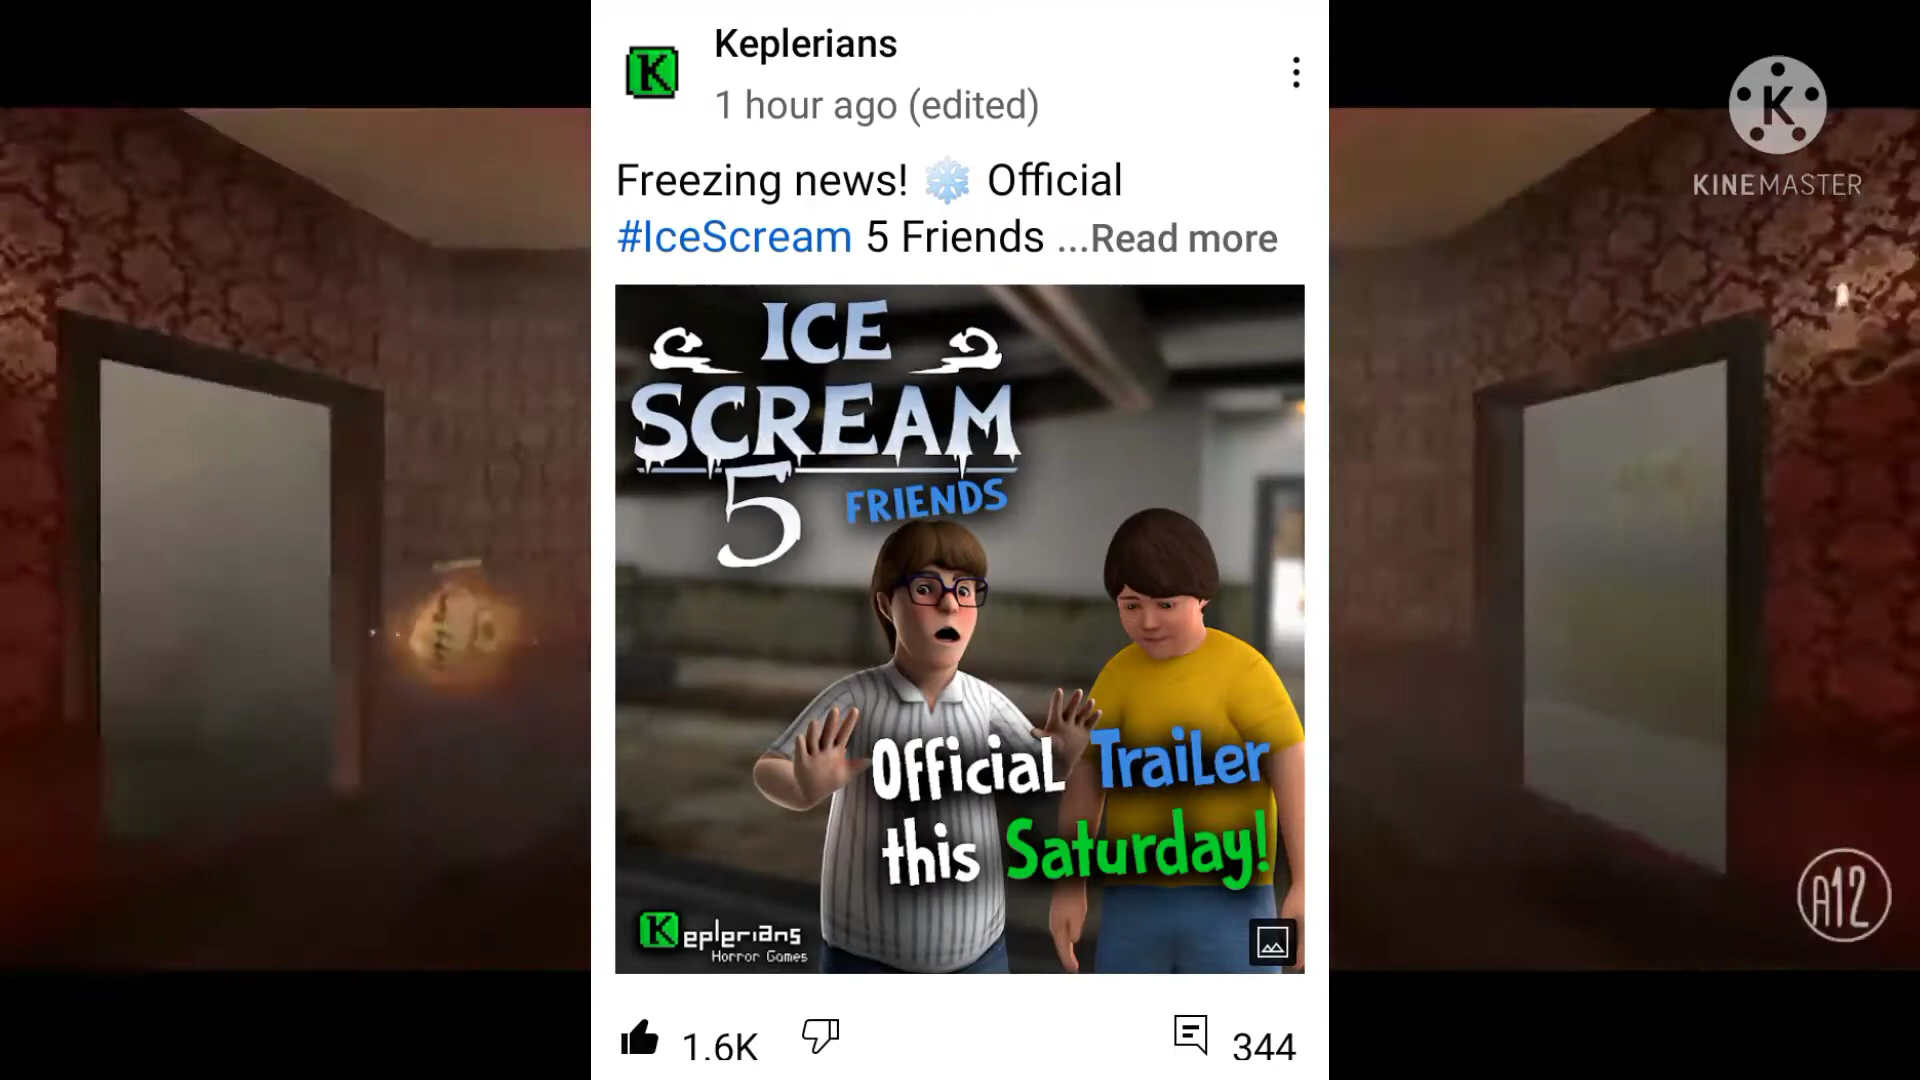 Keplerians
1 hour ago (edited)
Freezing news! ❄️ Official
#IceScream 5 Friends ...Read more
ICE
SCREAM
5 FRIENDS
Official Trailer
this Saturday!
Keplerians
Horror Games
1.6K
344
K
KINEMASTER
A12